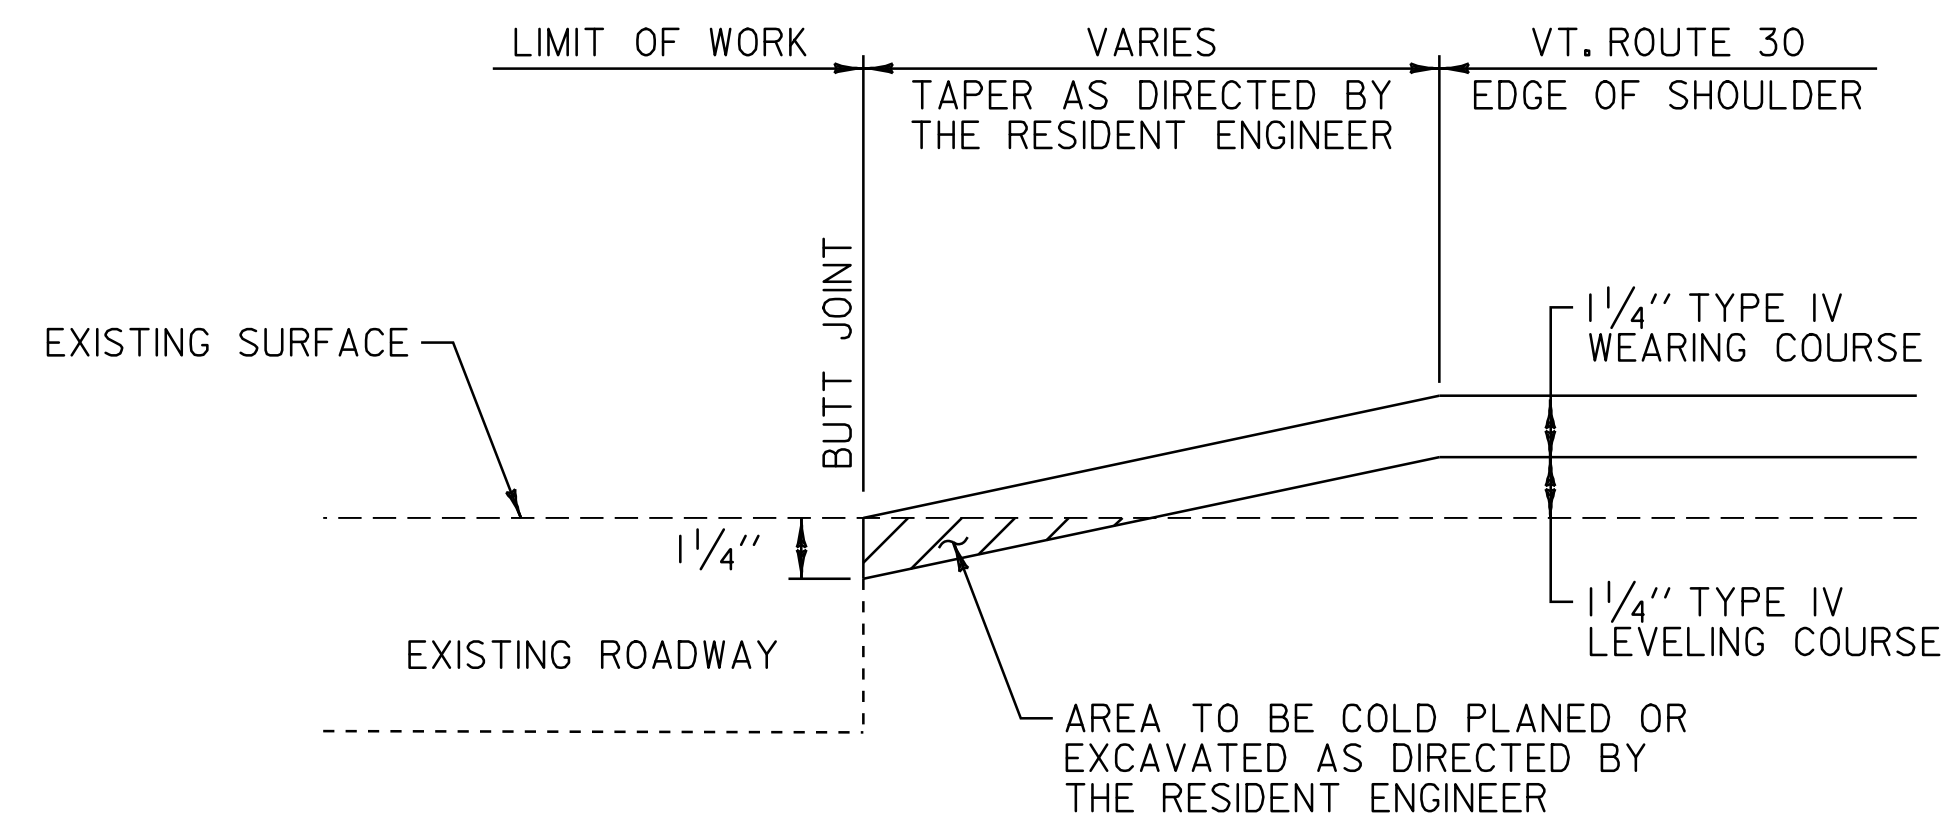 LIMIT OF WORK
VARIES
VT. ROUTE 30
TAPER AS DIRECTED BY
THE RESIDENT ENGINEER
EDGE OF SHOULDER
BUTT JOINT
EXISTING SURFACE
1 1/4" TYPE IV
WEARING COURSE
1 1/4"
1 1/4" TYPE IV
LEVELING COURSE
EXISTING ROADWAY
AREA TO BE COLD PLANED OR
EXCAVATED AS DIRECTED BY
THE RESIDENT ENGINEER